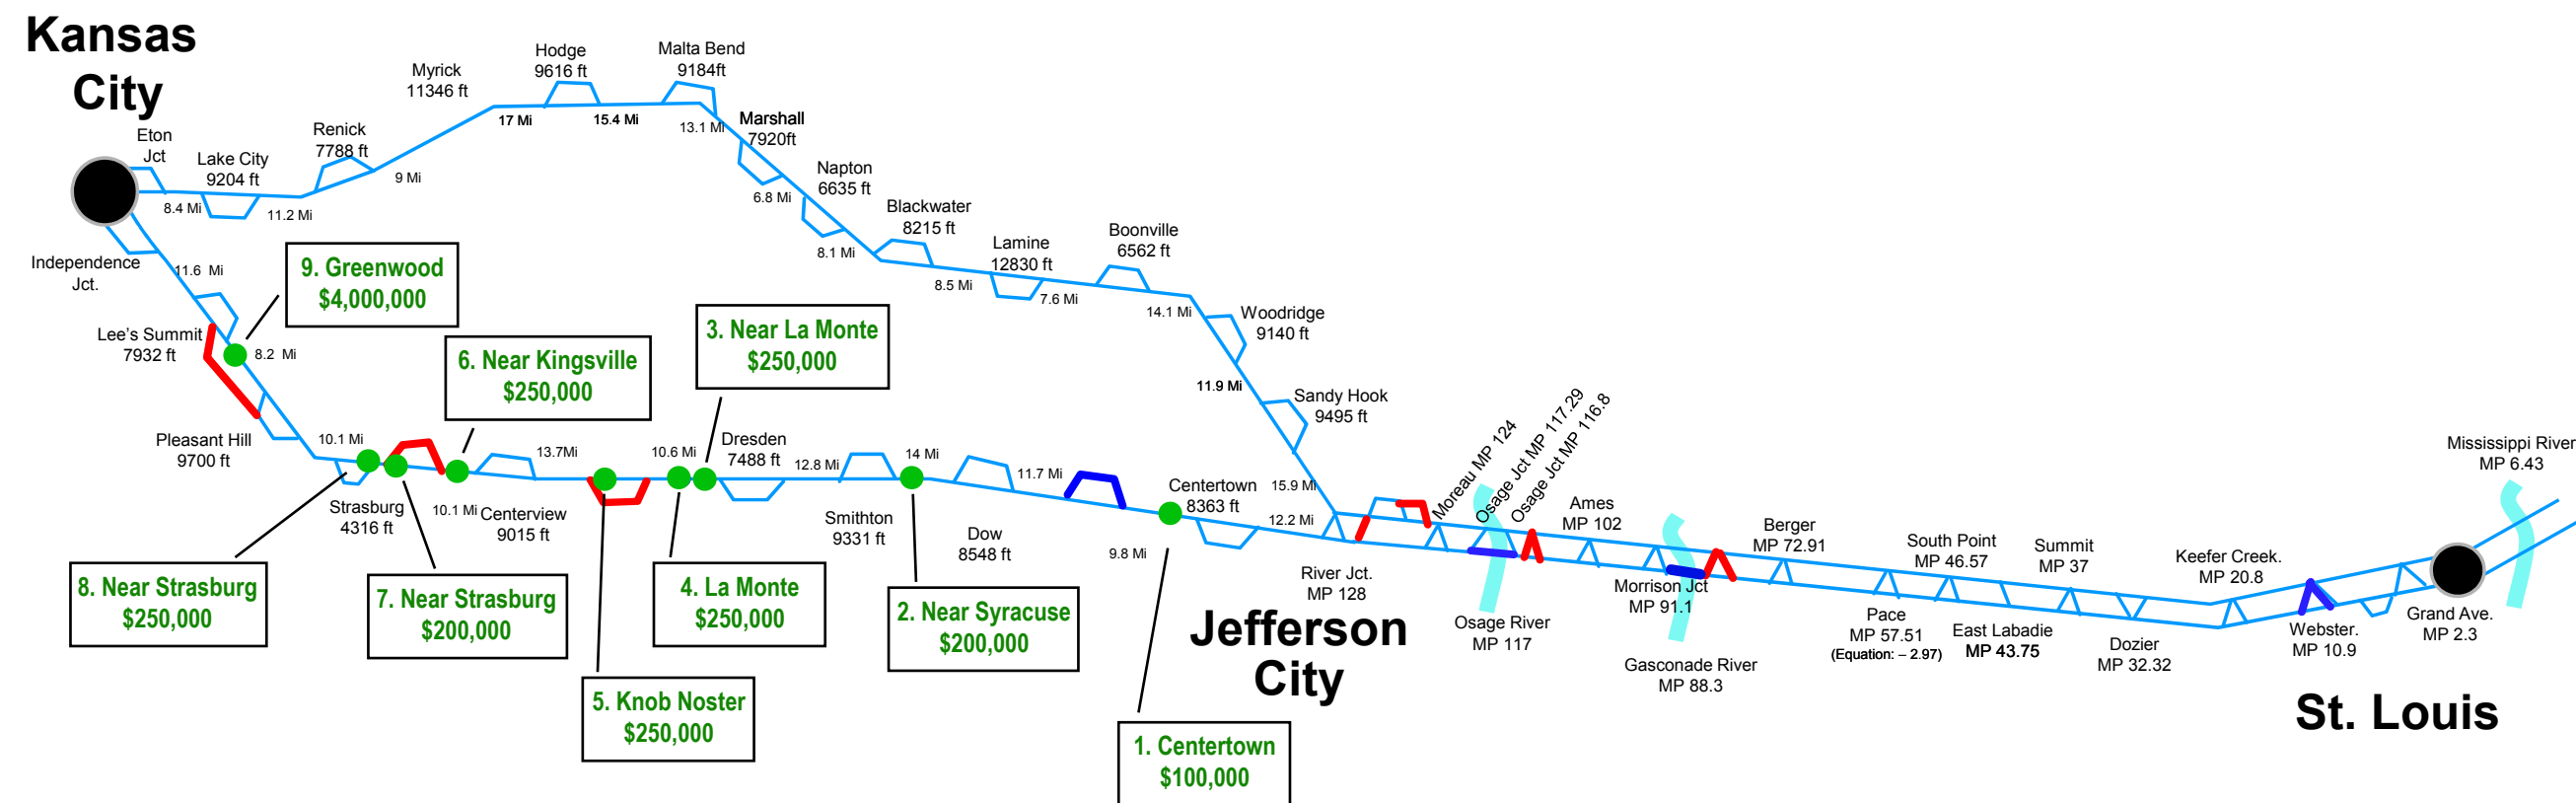 Kansas
City
Eton
Jct
Lake City
9204 ft
Renick
7788 ft
Myrick
11346 ft
Hodge
9616 ft
Malta Bend
9184ft
Marshall
7920ft
Napton
6635 ft
Blackwater
8215 ft
Lamine
12830 ft
Boonville
6562 ft
Woodridge
9140 ft
Sandy Hook
9495 ft
8.4 Mi
11.2 Mi
9 Mi
17 Mi
15.4 Mi
13.1 Mi
6.8 Mi
8.1 Mi
8.5 Mi
7.6 Mi
14.1 Mi
11.9 Mi
15.9 Mi
Independence
Jct.
11.6 Mi
9. Greenwood
$4,000,000
Lee's Summit
7932 ft
8.2 Mi
6. Near Kingsville
$250,000
3. Near La Monte
$250,000
Pleasant Hill
9700 ft
10.1 Mi
Strasburg
4316 ft
10.1 Mi
Centerview
9015 ft
13.7Mi
10.6 Mi
Dresden
7488 ft
12.8 Mi
Smithton
9331 ft
14 Mi
Dow
8548 ft
11.7 Mi
9.8 Mi
Centertown
8363 ft
12.2 Mi
8. Near Strasburg
$250,000
7. Near Strasburg
$200,000
5. Knob Noster
$250,000
4. La Monte
$250,000
2. Near Syracuse
$200,000
1. Centertown
$100,000
River Jct.
MP 128
Jefferson
City
Moreau MP 124
Osage Jct MP 117.29
Osage Jct MP 116.8
Osage River
MP 117
Ames
MP 102
Morrison Jct
MP 91.1
Gasconade River
MP 88.3
Berger
MP 72.91
Pace
MP 57.51
(Equation: – 2.97)
South Point
MP 46.57
East Labadie
MP 43.75
Summit
MP 37
Dozier
MP 32.32
Keefer Creek.
MP 20.8
Webster.
MP 10.9
Grand Ave.
MP 2.3
Mississippi River
MP 6.43
St. Louis